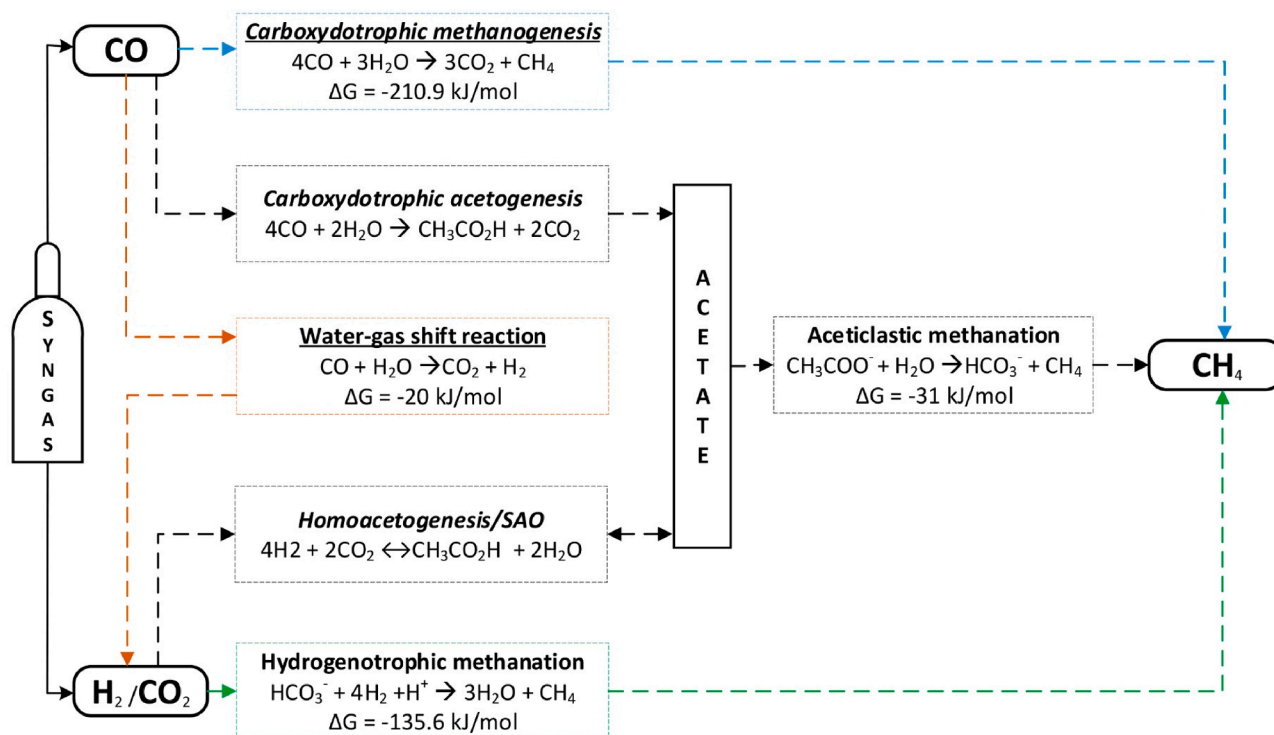 CO
Carboxydotrophic methanogenesis
4CO + 3H₂O → 3CO₂ + CH₄
ΔG = -210.9 kJ/mol
Carboxydotrophic acetogenesis
4CO + 2H₂O → CH₃CO₂H + 2CO₂
SYNGAS
ACETATE
Water-gas shift reaction
CO + H₂O →CO₂ + H₂
ΔG = -20 kJ/mol
Aceticlastic methanation
CH₃COO⁻ + H₂O →HCO₃⁻ + CH₄
ΔG = -31 kJ/mol
CH₄
Homoacetogenesis/SAO
4H2 + 2CO₂ ↔CH₃CO₂H + 2H₂O
H₂ /CO₂
Hydrogenotrophic methanation
HCO₃⁻ + 4H₂ +H⁺ → 3H₂O + CH₄
ΔG = -135.6 kJ/mol